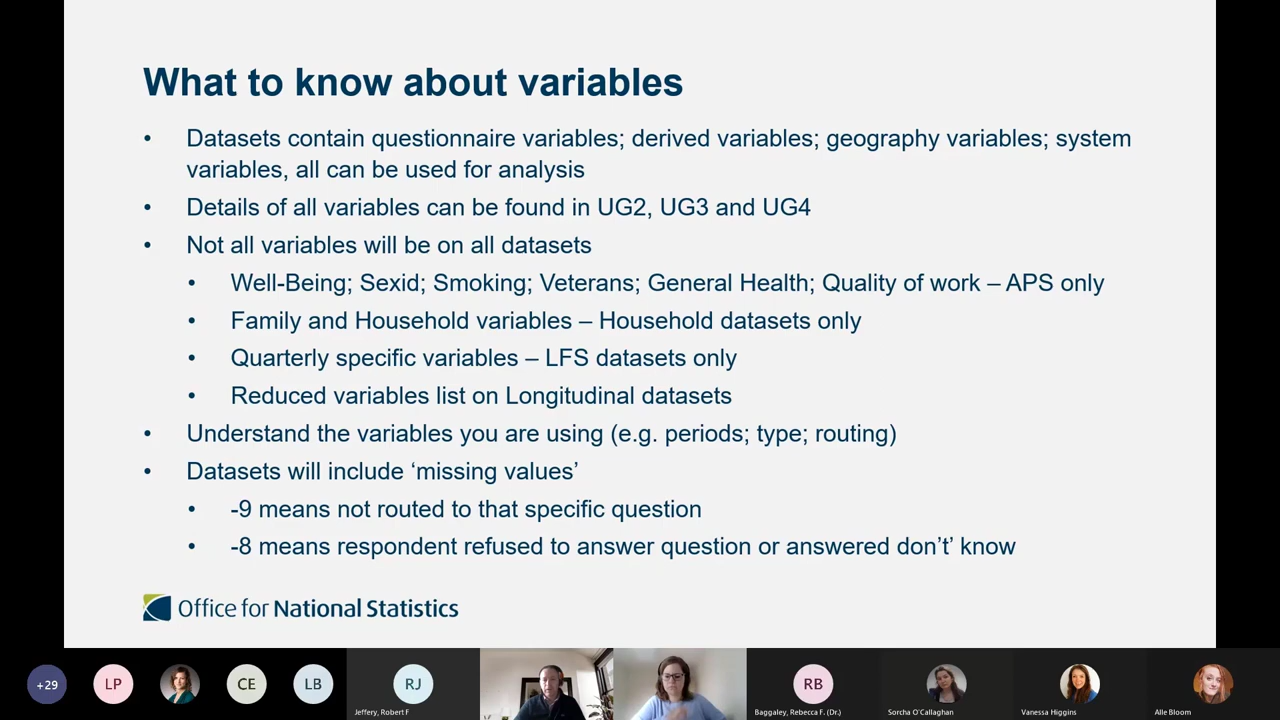 What to know about variables
• Datasets contain questionnaire variables; derived variables; geography variables; system
variables, all can be used for analysis
• Details of all variables can be found in UG2, UG3 and UG4
• Not all variables will be on all datasets
• Well-Being; Sexid; Smoking; Veterans; General Health; Quality of work – APS only
• Family and Household variables – Household datasets only
• Quarterly specific variables – LFS datasets only
• Reduced variables list on Longitudinal datasets
• Understand the variables you are using (e.g. periods; type; routing)
• Datasets will include ‘missing values’
• -9 means not routed to that specific question
• -8 means respondent refused to answer question or answered don’t’ know
Office for National Statistics
+29
LP
CE
LB
RJ
RB
Jeffery, Robert F
Baggaley, Rebecca F. (Dr.)
Sorcha O'Callaghan
Vanessa Higgins
Alle Bloom